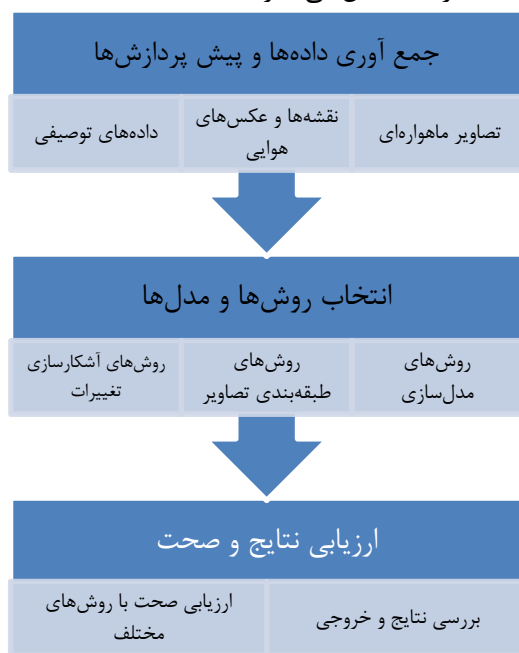 جمع آوری داده‌ها و پیش پردازش‌ها
تصاویر ماهواره‌ای
نقشه‌ها و عکس‌های
هوایی
داده‌های توصیفی
انتخاب روش‌ها و مدل‌ها
روش‌های
مدل‌سازی
روش‌های
طبقه‌بندی تصاویر
روش‌های آشکارسازی
تغییرات
ارزیابی نتایج و صحت
بررسی نتایج و خروجی
ارزیابی صحت با روش‌های
مختلف